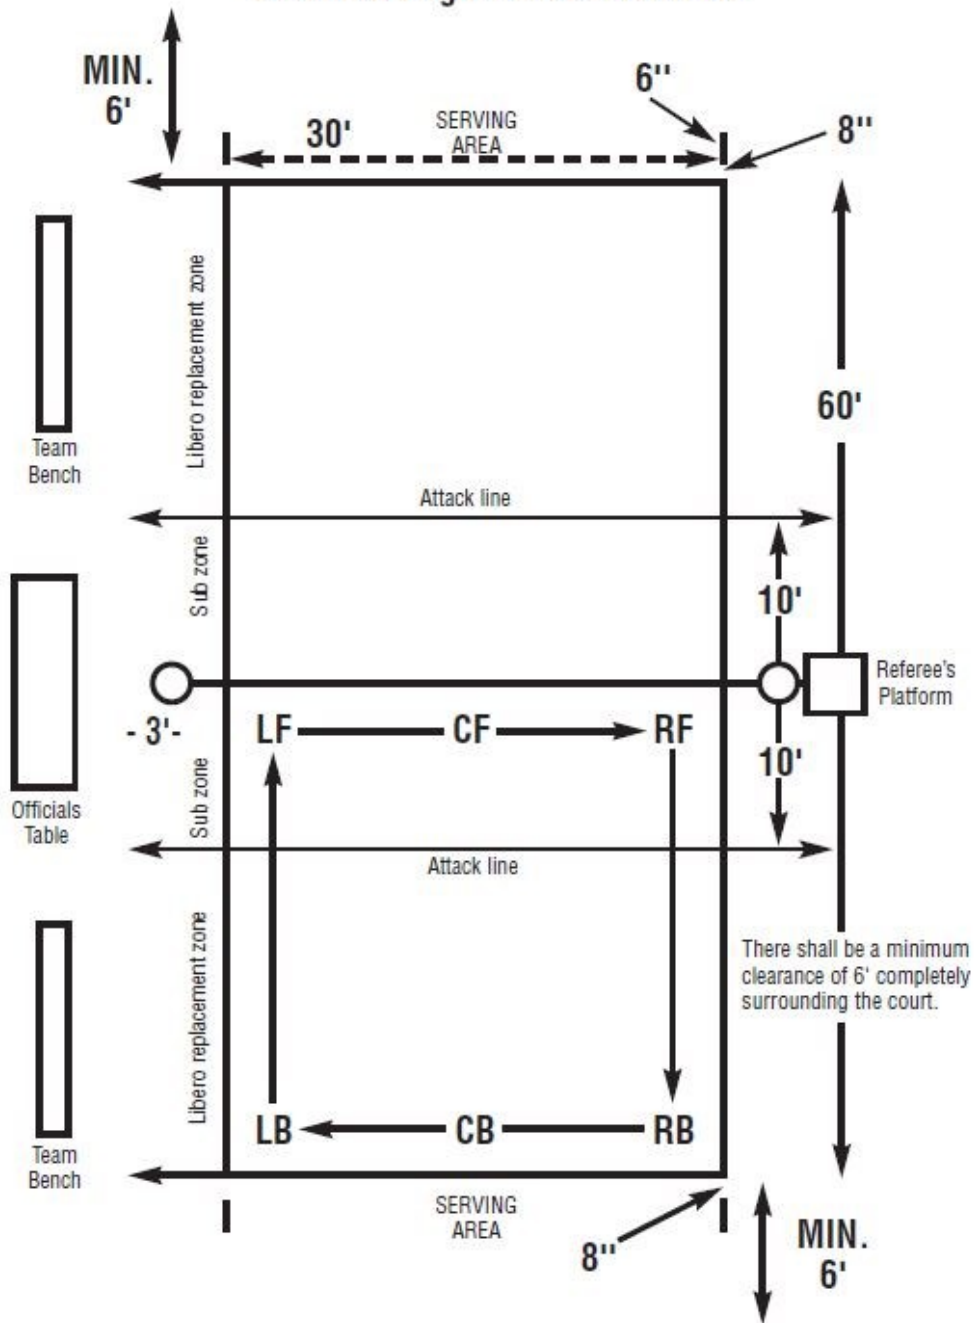 MIN.
6'
6"
SERVING
AREA
30'
8"
Libero replacement zone
Team
Bench
60'
Attack line
Sub zone
10'
Referee's
Platform
- 3'-
LF
CF
RF
10'
Sub zone
Officials
Table
Attack line
Libero replacement zone
There shall be a minimum
clearance of 6' completely
surrounding the court.
LB
CB
RB
Team
Bench
SERVING
AREA
8"
MIN.
6'